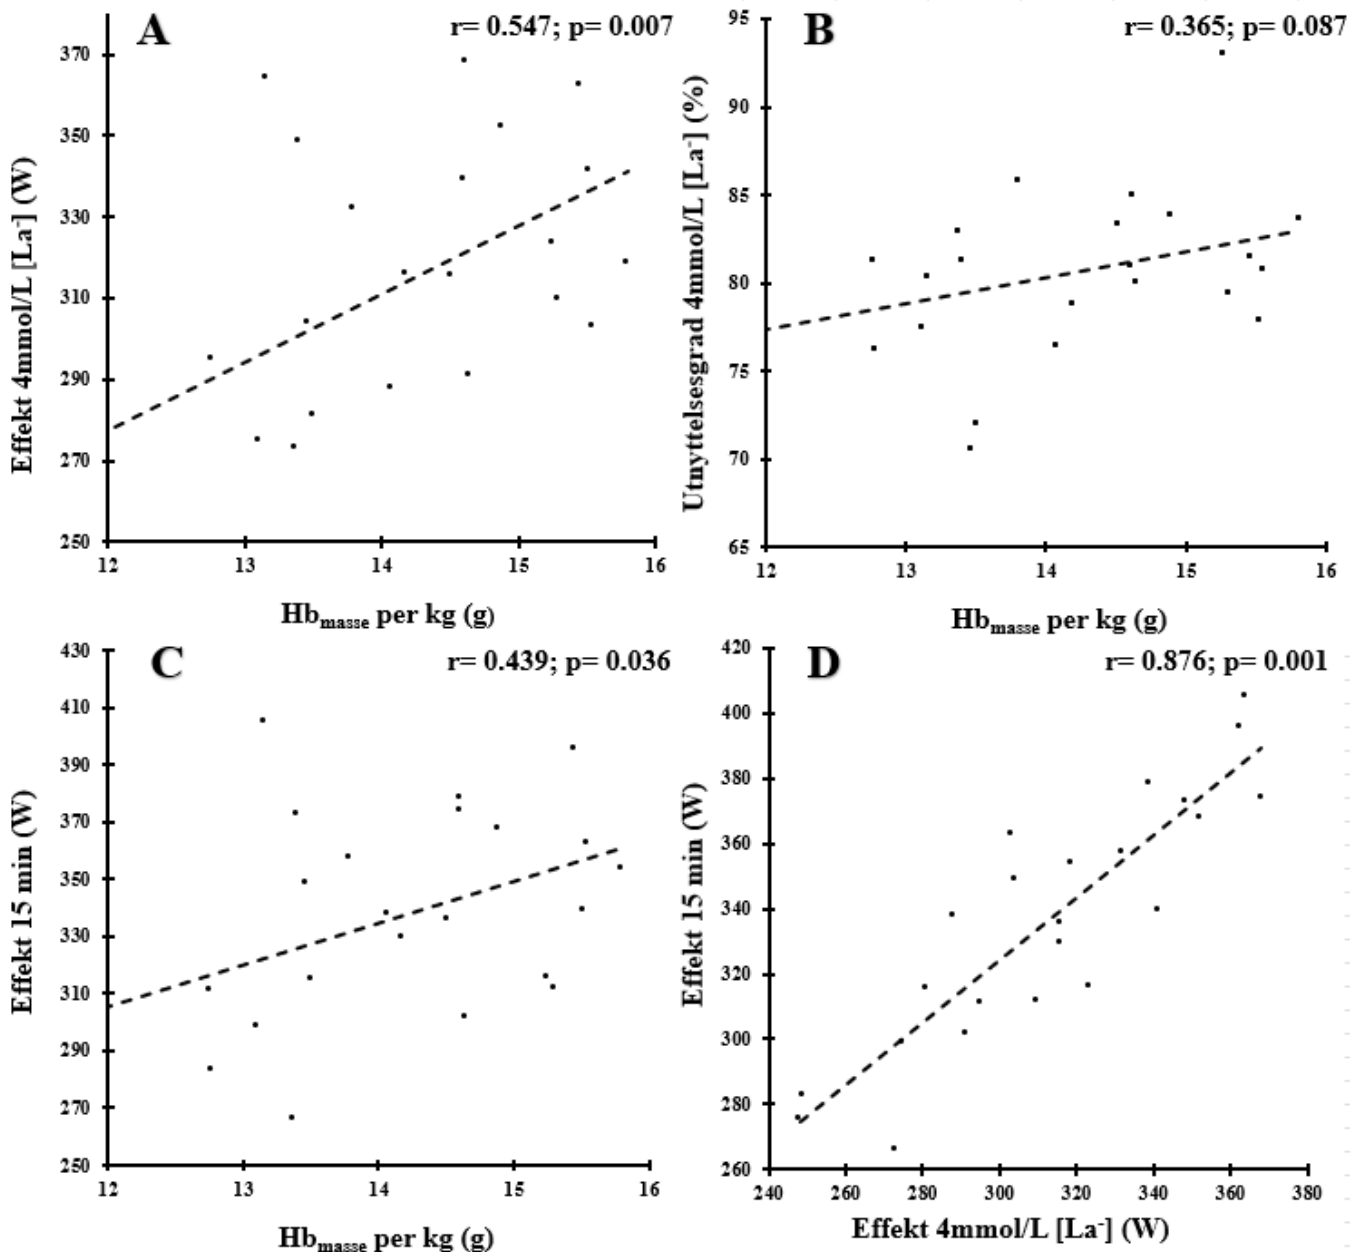 A
r= 0.547; p= 0.007
Effekt 4mmol/L [La-] (W)
370
350
330
310
290
270
250
12 13 14 15 16
Hbmasse per kg (g)
B
r= 0.365; p= 0.087
Utnyttelsesgrad 4mmol/L [La-] (%)
95
90
85
80
75
70
65
12 13 14 15 16
Hbmasse per kg (g)
C
r= 0.439; p= 0.036
Effekt 15 min (W)
430
410
390
370
350
330
310
290
270
250
12 13 14 15 16
Hbmasse per kg (g)
D
r= 0.876; p= 0.001
Effekt 15 min (W)
420
400
380
360
340
320
300
280
260
240 260 280 300 320 340 360 380
Effekt 4mmol/L [La-] (W)